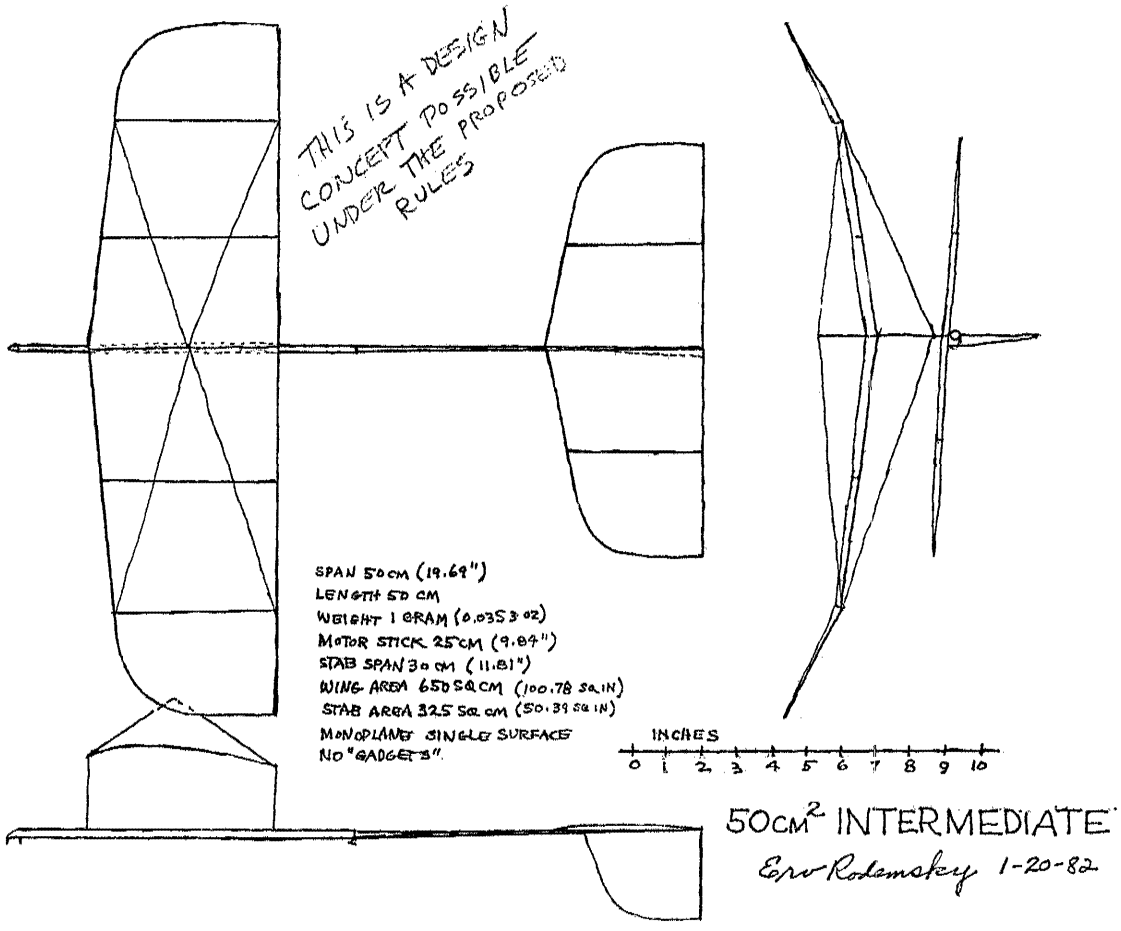 THIS IS A DESIGN
CONCEPT POSSIBLE
UNDER THE PROPOSED
RULES
SPAN 50 CM (19.69")
LENGTH 50 CM
WEIGHT 1 GRAM (0.0353 OZ)
MOTOR STICK 25CM (9.84")
STAB SPAN 30 CM (11.81")
WING AREA 650 SQ CM (100.78 SQ IN)
STAB AREA 325 SQ CM (50.39 SQ IN)
MONOPLANE SINGLE SURFACE
NO "GADGETS".
INCHES
0 1 2 3 4 5 6 7 8 9 10
50CM² INTERMEDIATE
Erv Rodemsky 1-20-82